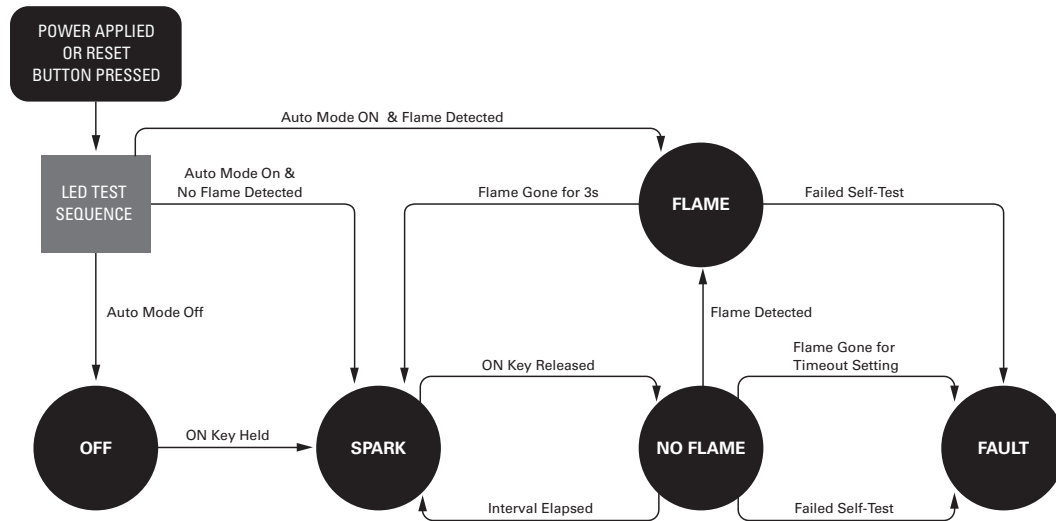 POWER APPLIED
OR RESET
BUTTON PRESSED
Auto Mode ON & Flame Detected
LED TEST
SEQUENCE
Auto Mode On &
No Flame Detected
Flame Gone for 3s
FLAME
Failed Self-Test
Auto Mode Off
Flame Detected
ON Key Released
Flame Gone for
Timeout Setting
OFF
ON Key Held
SPARK
NO FLAME
FAULT
Interval Elapsed
Failed Self-Test